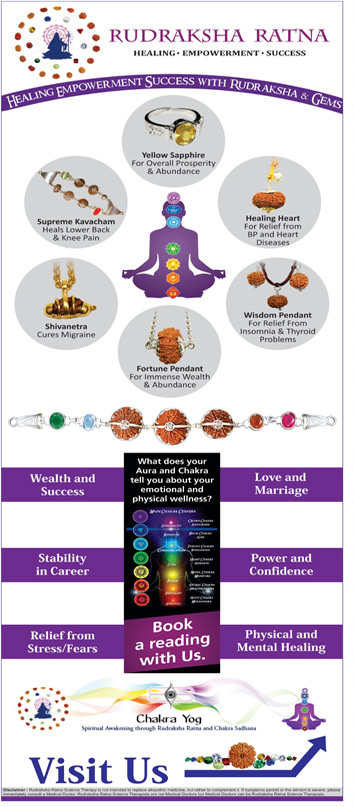 RUDRAKSHA RATNA
HEALING • EMPOWERMENT • SUCCESS
HEALING EMPOWERMENT SUCCESS WITH RUDRAKSHA & GEMS
Yellow Sapphire
For Overall Prosperity
& Abundance
Supreme Kavacham
Heals Lower Back
& Knee Pain
Healing Heart
For Relief from
BP and Heart
Diseases
Shivanetra
Cures Migraine
Wisdom Pendant
For Relief From
Insomnia & Thyroid
Problems
Fortune Pendant
For Immense Wealth
& Abundance
What does your
Aura and Chakra
tell you about your
emotional and
physical wellness?
Wealth and
Success
Love and
Marriage
MAIN CHAKRA CENTERS
Stability
in Career
Power and
Confidence
Book
a reading
with Us.
Relief from
Stress/Fears
Physical and
Mental Healing
Chakra Yog
Spiritual Awakening through Rudraksha Ratna and Chakra Sadhana
Visit Us
Disclaimer : Rudraksha Ratna Science Therapy is not intended to replace allopathic medicine, but rather to complement it. If symptoms persist or the ailment is severe, please
immediately consult a Medical Doctor. Rudraksha Ratna Science Therapists are not Medical Doctors but Medical Doctors can be Rudraksha Ratna Science Therapists.